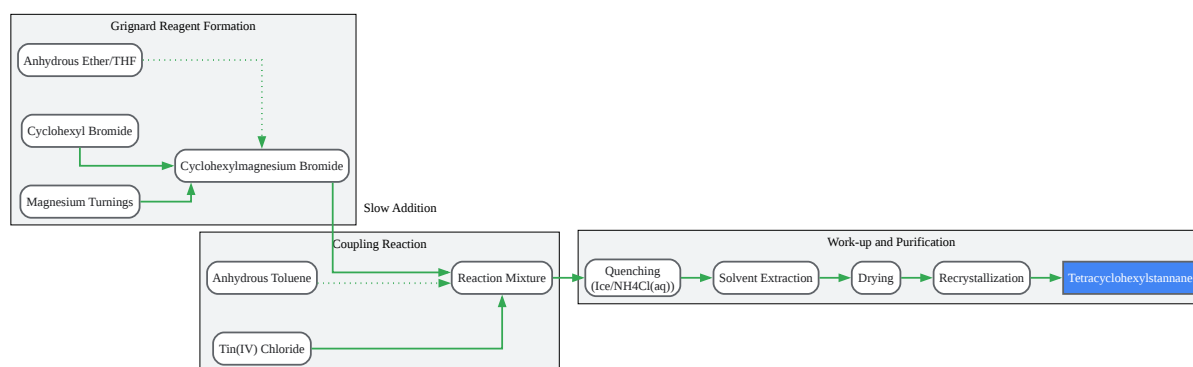 Grignard Reagent Formation
Anhydrous Ether/THF
Cyclohexyl Bromide
Cyclohexylmagnesium Bromide
Magnesium Turnings
Slow Addition
Coupling Reaction
Anhydrous Toluene
Reaction Mixture
Tin(IV) Chloride
Work-up and Purification
Quenching
(Ice/NH4Cl(aq))
Solvent Extraction
Drying
Recrystallization
Tetracyclohexylstannane